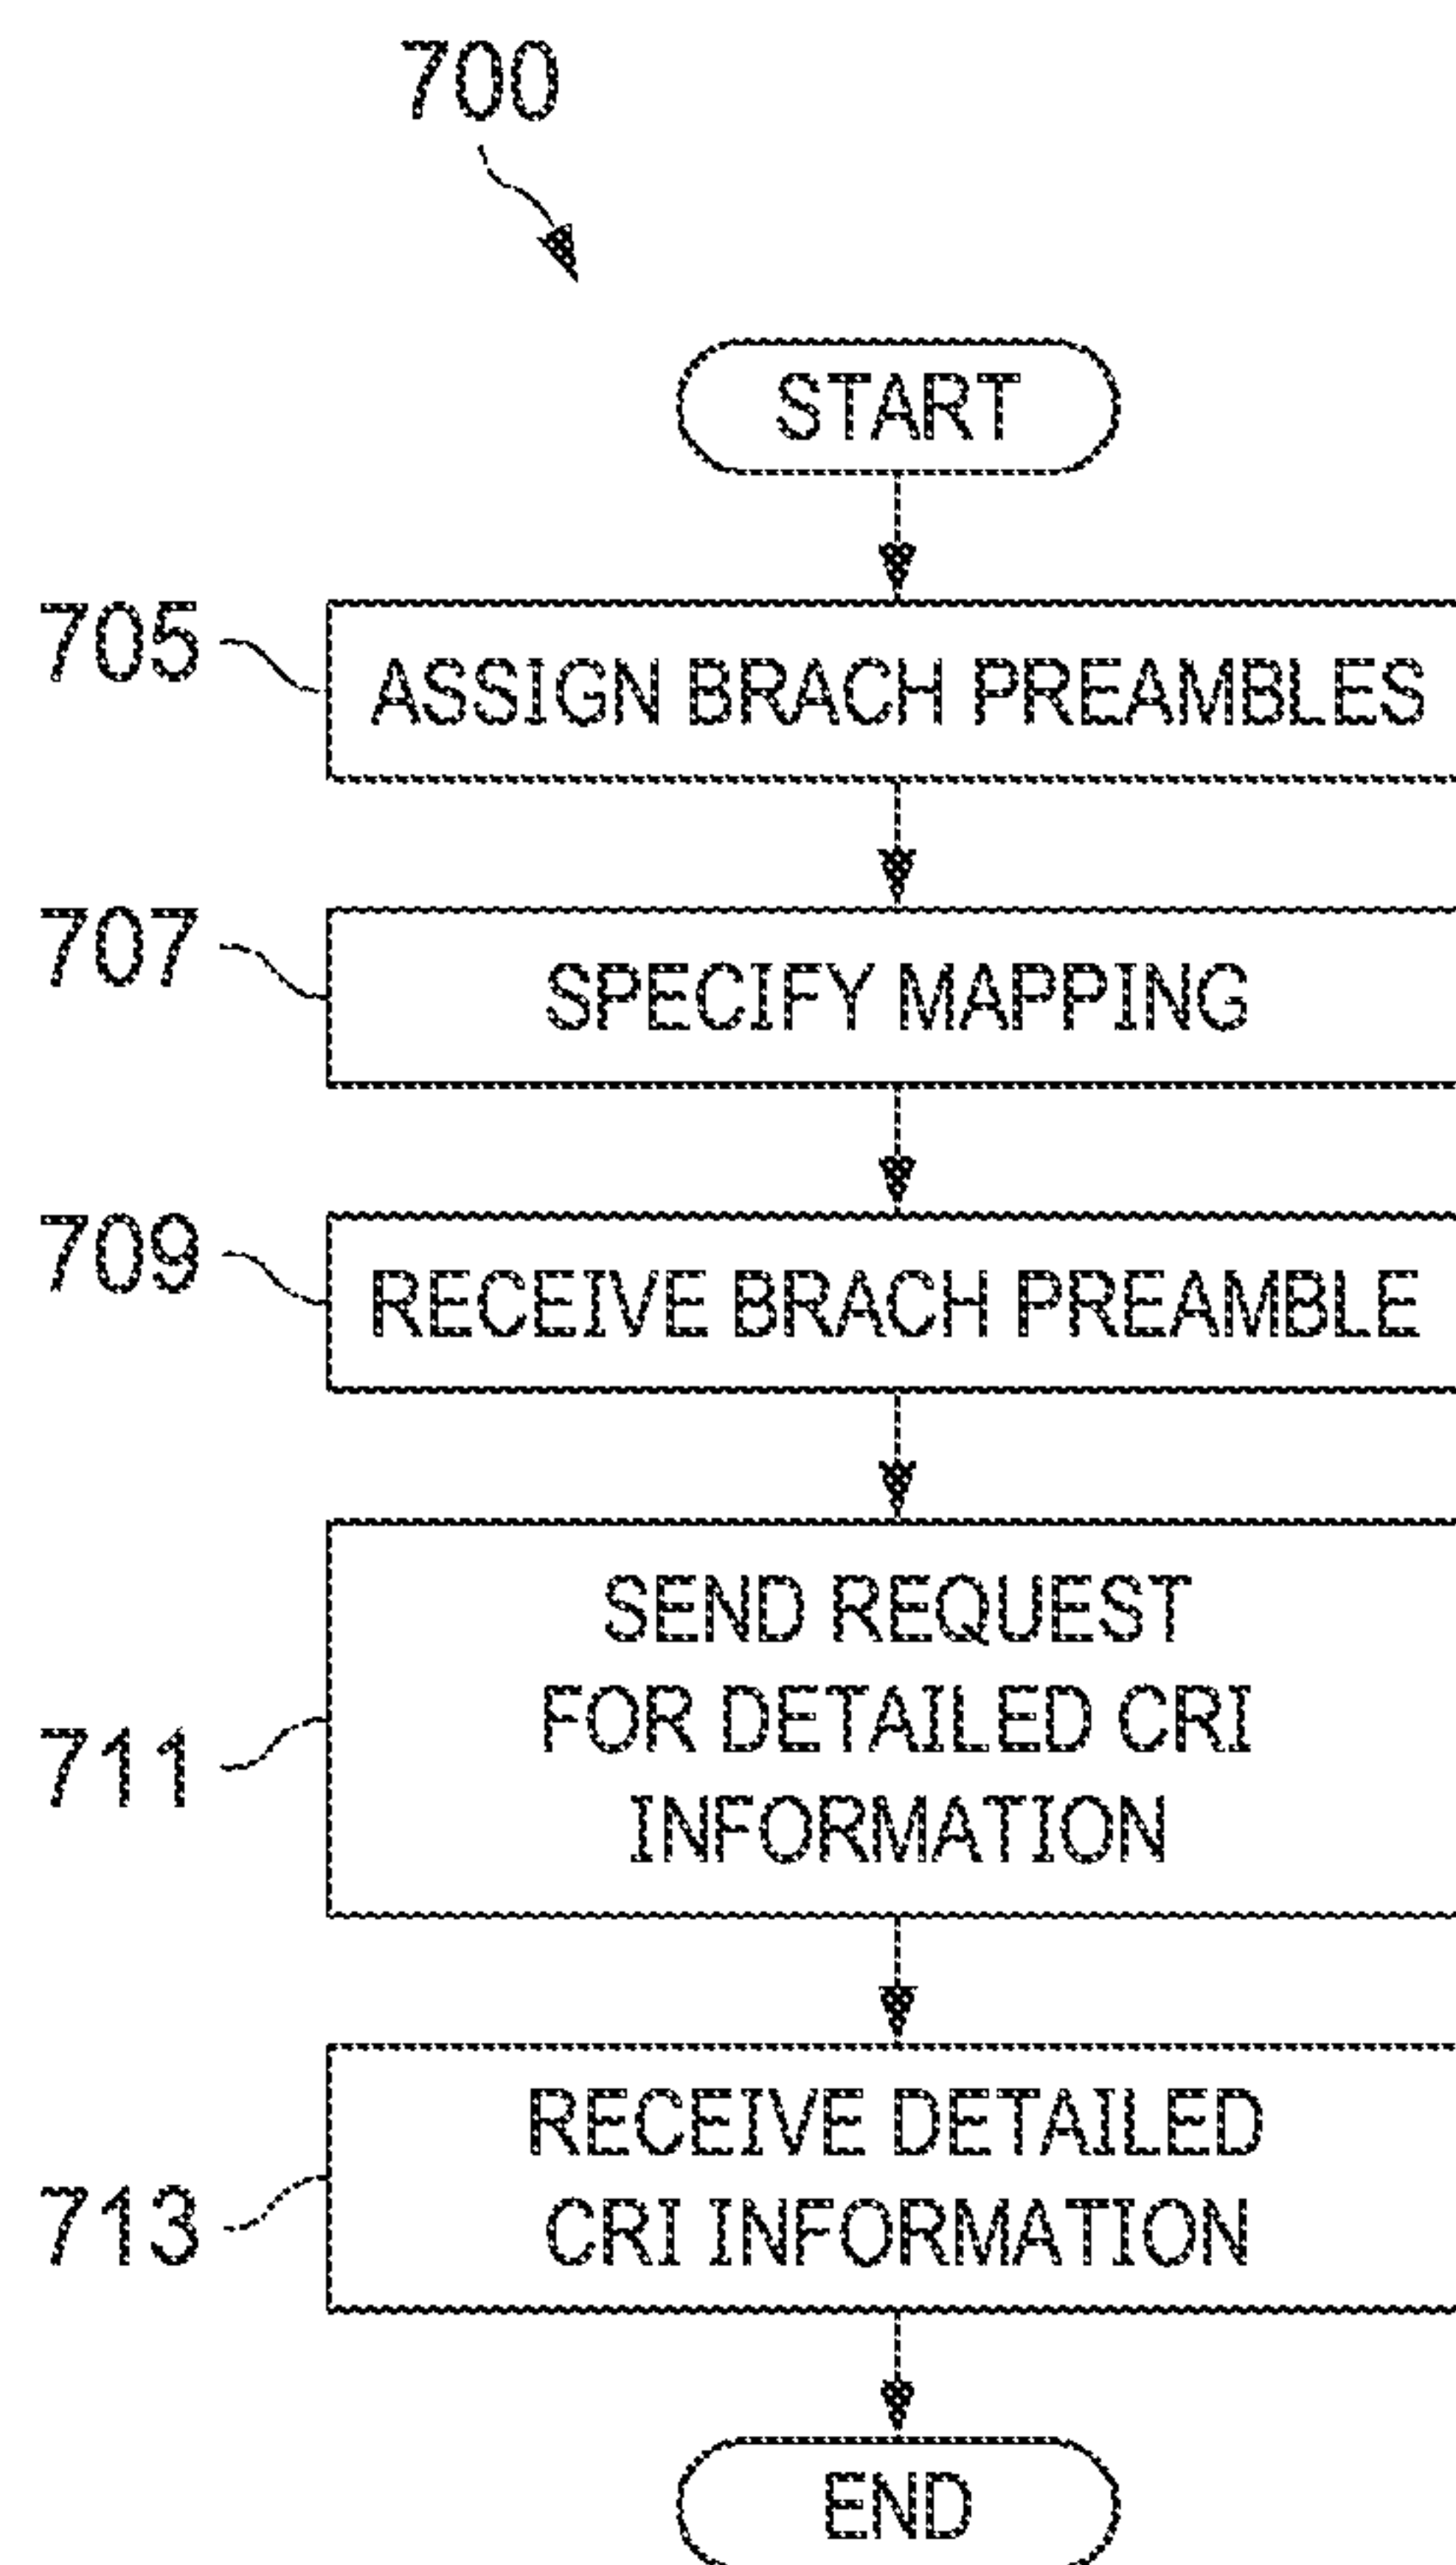 700
START
705
ASSIGN BRACH PREAMBLES
707
SPECIFY MAPPING
709
RECEIVE BRACH PREAMBLE
SEND REQUEST
FOR DETAILED CRI
711
INFORMATION
RECEIVE DETAILED
713
CRI INFORMATION
END